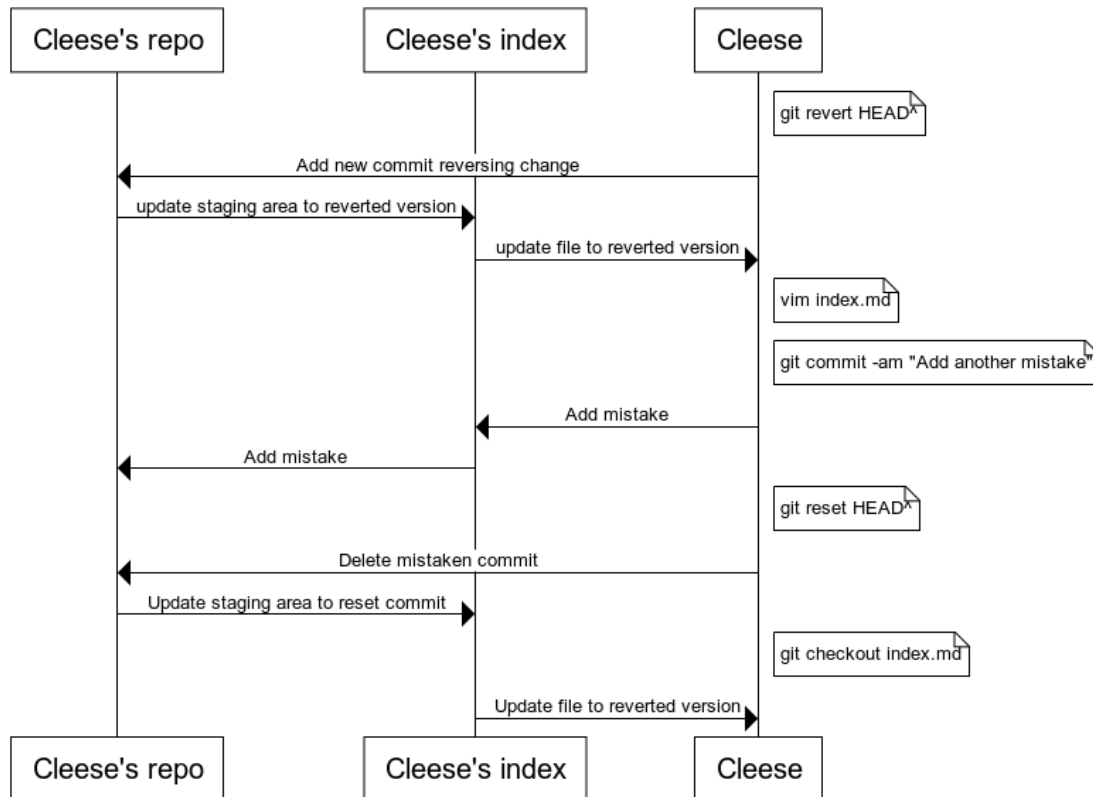 Cleese's repo
Cleese's index
Cleese
git revert HEAD^
Add new commit reversing change
update staging area to reverted version
update file to reverted version
vim index.md
git commit -am "Add another mistake"
Add mistake
Add mistake
git reset HEAD^
Delete mistaken commit
Update staging area to reset commit
git checkout index.md
Update file to reverted version
Cleese's repo
Cleese's index
Cleese